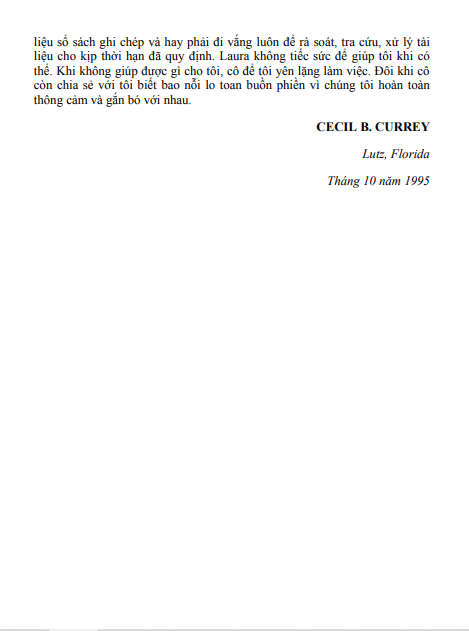 liệu sổ sách ghi chép và hay phải đi vắng luôn để rà soát, tra cứu, xử lý tài
liệu cho kịp thời hạn đã quy định. Laura không tiếc sức để giúp tôi khi có
thể. Khi không giúp được gì cho tôi, cô để tôi yên lặng làm việc. Đôi khi cô
còn chia sẻ với tôi biết bao nỗi lo toan buồn phiền vì chúng tôi hoàn toàn
thông cảm và gắn bó với nhau.
CECIL B. CURREY
Lutz, Florida
Tháng 10 năm 1995